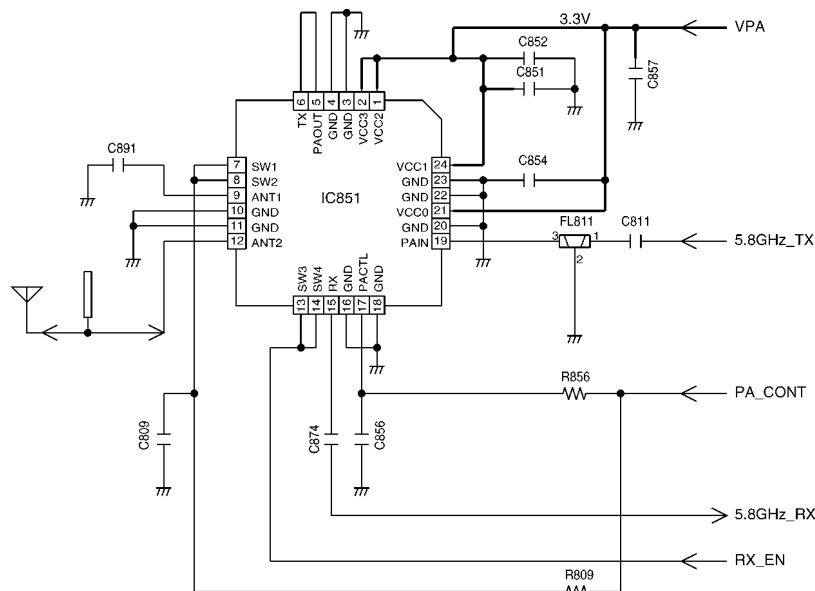 3.3V
VPA
C852
C851
C857
6 5 4 3 2 1
TX PAOUT GND GND VCC3 VCC2
C891
C854
7 SW1
8 SW2
9 ANT1
10 GND
11 GND
12 ANT2
IC851
VCC1 24
GND 23
GND 22
VCC0 21
GND 20
PAIN 19
FL811
3 1
2
C811
5.8GHz_TX
SW3 SW4 RX GND PACTL GND
13 14 15 16 17 18
R856
PA_CONT
C809
C874
C856
5.8GHz_RX
RX_EN
R809